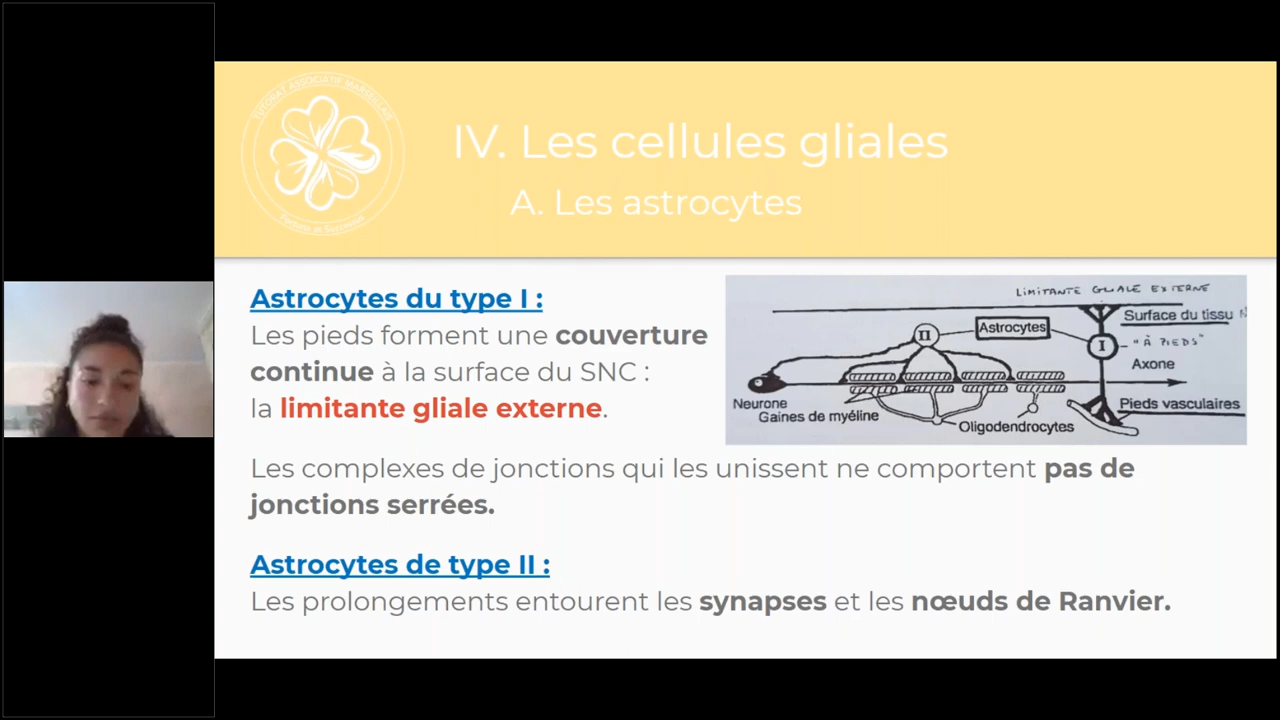 TUTORAT ASSOCIATIF MARSEILLAIS
IV. Les cellules gliales
A. Les astrocytes
Astrocytes du type I :
Les pieds forment une couverture
continue à la surface du SNC :
la limitante gliale externe.
LIMITANTE GLIALE EXTERNE
Surface du tissu N
Astrocytes
II
I
"À PIEDS"
Axone
Neurone
Pieds vasculaires
Gaines de myéline
Oligodendrocytes
Les complexes de jonctions qui les unissent ne comportent pas de
jonctions serrées.
Astrocytes de type II :
Les prolongements entourent les synapses et les nœuds de Ranvier.